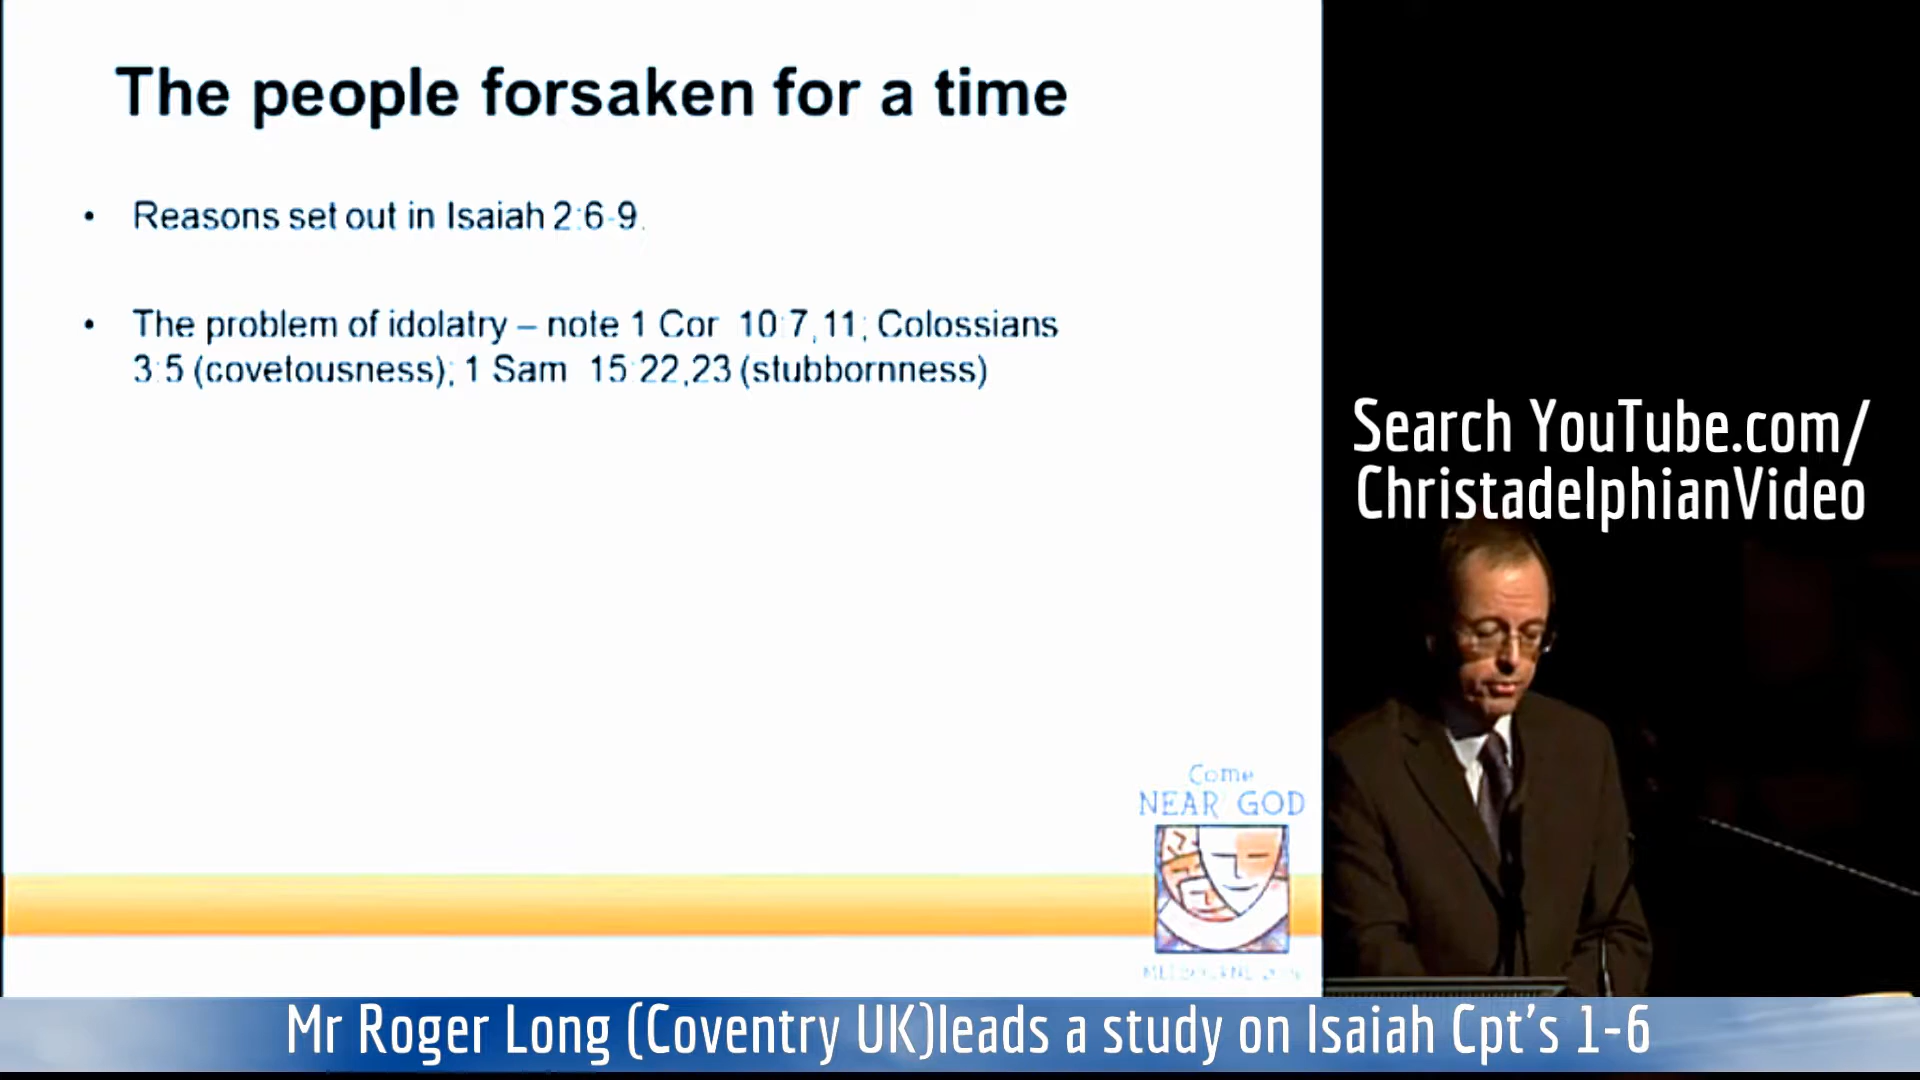 The people forsaken for a time
• Reasons set out in Isaiah 2:6-9.
• The problem of idolatry – note 1 Cor 10:7,11; Colossians
3:5 (covetousness); 1 Sam 15:22,23 (stubbornness)
Search YouTube.com/
ChristadelphianVideo
Come
NEAR GOD
MELBOURNE
Mr Roger Long (Coventry UK)leads a study on Isaiah Cpt's 1-6